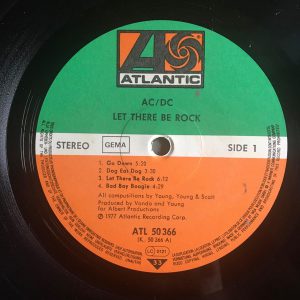 ATLANTIC
AC/DC
LET THERE BE ROCK
STEREO
GEMA
SIDE 1
1. Go Down 5:20
2. Dog Eat Dog 3:30
3. Let There Be Rock 6:12
4. Bad Boy Boogie 4:29
All compositions by Young, Young & Scott
Produced by Vanda and Young
for Albert Productions
℗ 1977 Atlantic Recording Corp.
ATL 50 366
(K. 50 366 A)
LC 0121